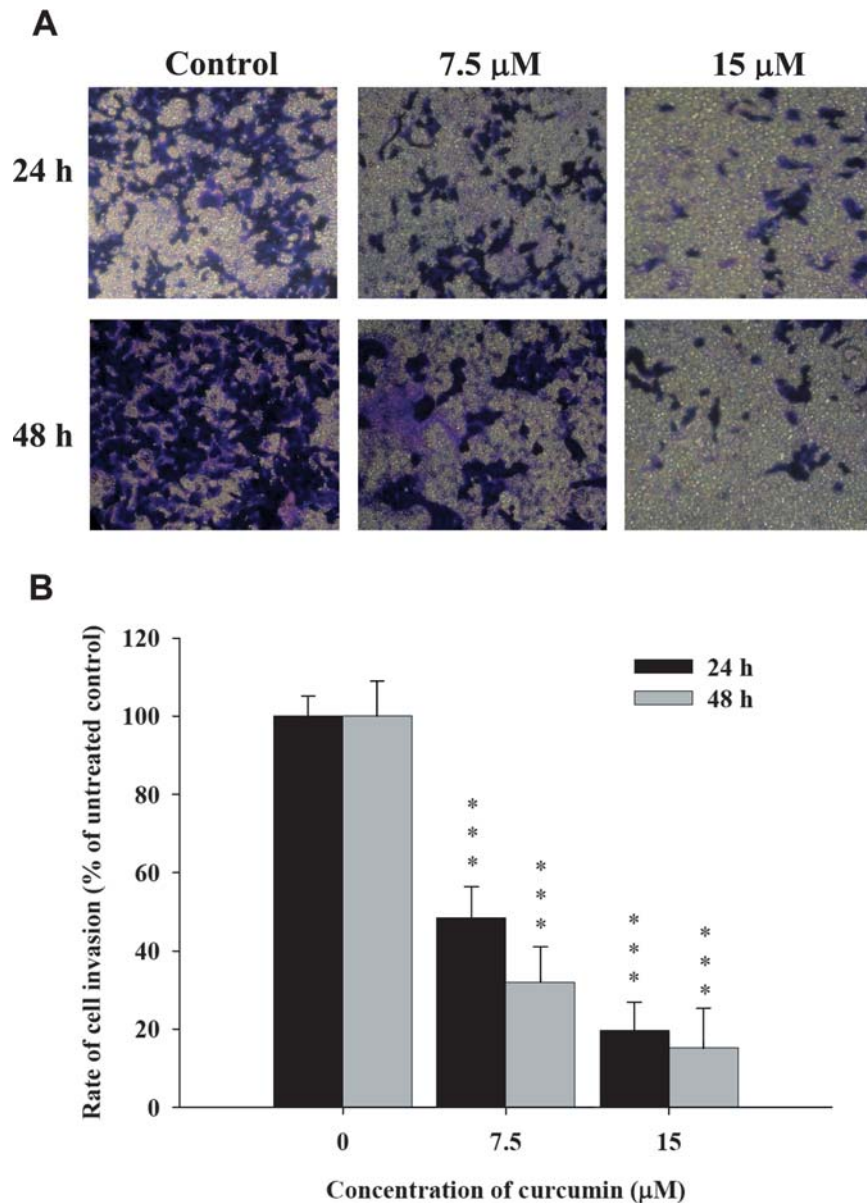 A
Control 7.5 μM 15 μM
24 h
48 h
B
Rate of cell invasion (% of untreated control)
120
100
80
60
40
20
0
24 h
48 h
* * *
* * *
* * *
* * *
0 7.5 15
Concentration of curcumin (μM)